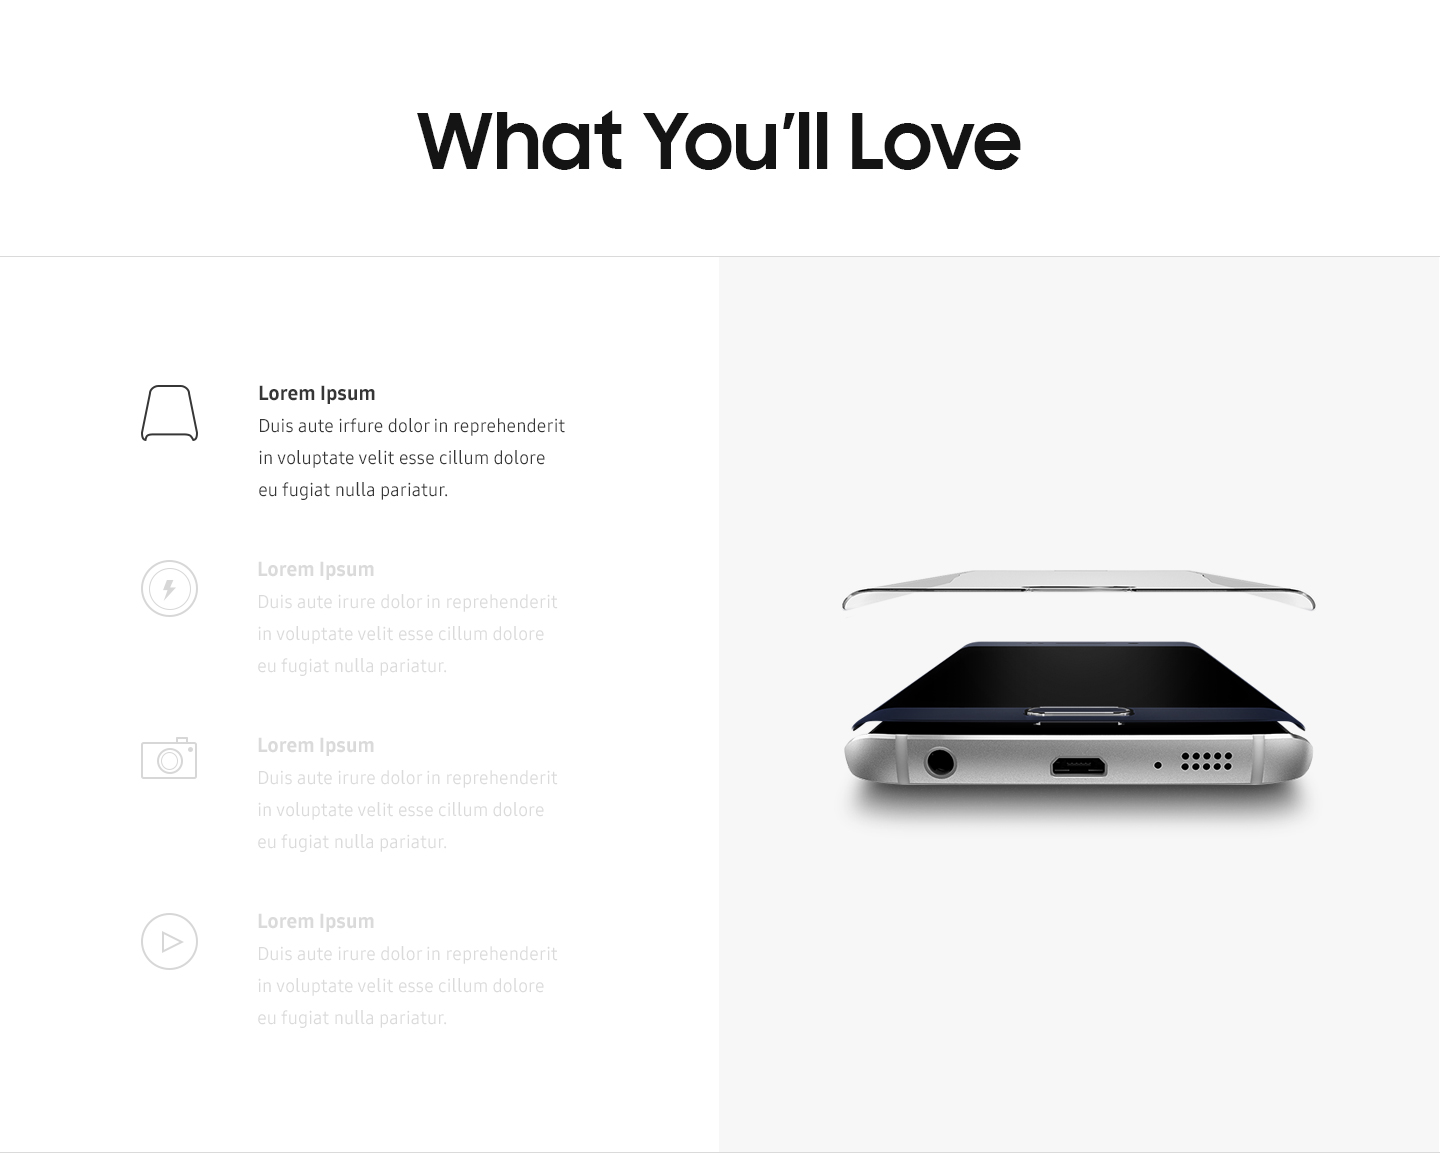 What You'll Love
Lorem Ipsum
Duis aute irfure dolor in reprehenderit
in voluptate velit esse cillum dolore
eu fugiat nulla pariatur.
Lorem Ipsum
Duis aute irure dolor in reprehenderit
in voluptate velit esse cillum dolore
eu fugiat nulla pariatur.
Lorem Ipsum
Duis aute irure dolor in reprehenderit
in voluptate velit esse cillum dolore
eu fugiat nulla pariatur.
Lorem Ipsum
Duis aute irure dolor in reprehenderit
in voluptate velit esse cillum dolore
eu fugiat nulla pariatur.